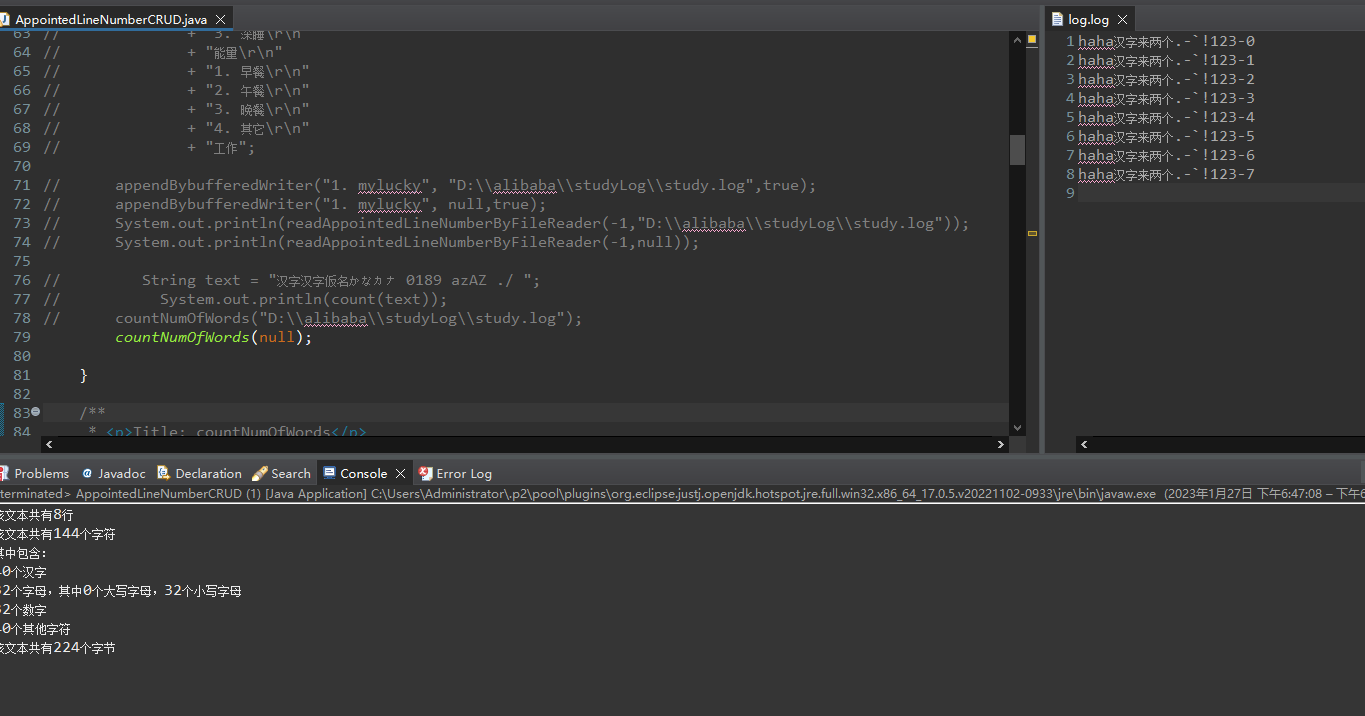 AppointedLineNumberCRUD.java
63 // + "3. 深睡\r\n"
64 // + "能量\r\n"
65 // + "1. 早餐\r\n"
66 // + "2. 午餐\r\n"
67 // + "3. 晚餐\r\n"
68 // + "4. 其它\r\n"
69 // + "工作";
70
71 // appendBybufferedWriter("1. mylucky", "D:\\alibaba\\studyLog\\study.log",true);
72 // appendBybufferedWriter("1. mylucky", null,true);
73 // System.out.println(readAppointedLineNumberByFileReader(-1,"D:\\alibaba\\studyLog\\study.log"));
74 // System.out.println(readAppointedLineNumberByFileReader(-1,null));
75
76 // String text = "汉字汉字仮名かなカナ 0189 azAZ ./ ";
77 // System.out.println(count(text));
78 // countNumOfWords("D:\\alibaba\\studyLog\\study.log");
79 countNumOfWords(null);
80
81 }
82
83 /**
84 * <p>Title: countNumOfWords</p>
log.log
1 haha汉字来两个.-`!123-0
2 haha汉字来两个.-`!123-1
3 haha汉字来两个.-`!123-2
4 haha汉字来两个.-`!123-3
5 haha汉字来两个.-`!123-4
6 haha汉字来两个.-`!123-5
7 haha汉字来两个.-`!123-6
8 haha汉字来两个.-`!123-7
9
Problems Javadoc Declaration Search Console Error Log
terminated> AppointedLineNumberCRUD (1) [Java Application] C:\Users\Administrator\.p2\pool\plugins\org.eclipse.justj.openjdk.hotspot.jre.full.win32.x86_64_17.0.5.v20221102-0933\jre\bin\javaw.exe (2023年1月27日 下午6:47:08 – 下午6
该文本共有8行
该文本共有144个字符
其中包含:
40个汉字
32个字母，其中0个大写字母，32个小写字母
32个数字
40个其他字符
该文本共有224个字节